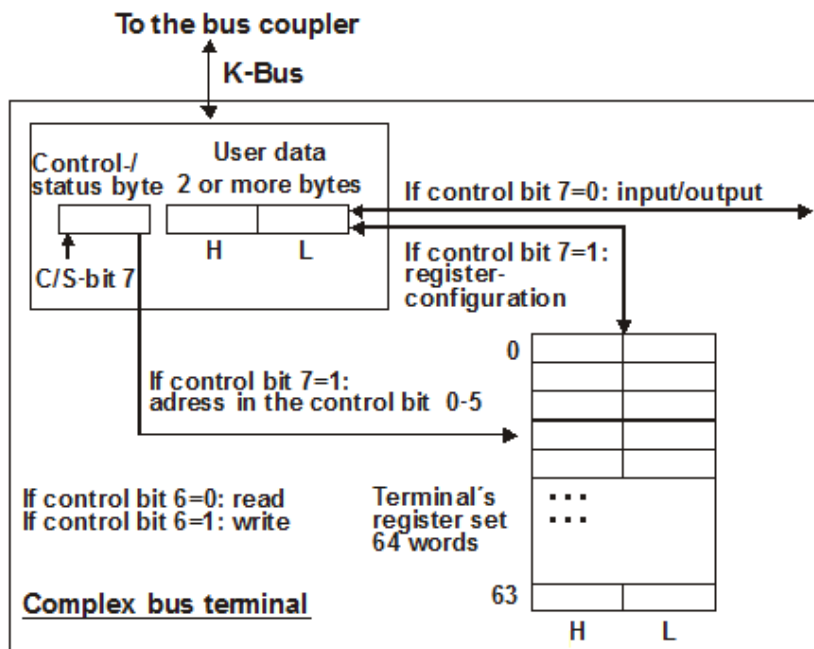 To the bus coupler
K-Bus
Control-/
status byte
User data
2 or more bytes
H L
C/S-bit 7
If control bit 7=0: input/output
If control bit 7=1:
register-
configuration
If control bit 7=1:
adress in the control bit 0-5
0
If control bit 6=0: read
If control bit 6=1: write
Terminal´s
register set
64 words
63
H L
Complex bus terminal